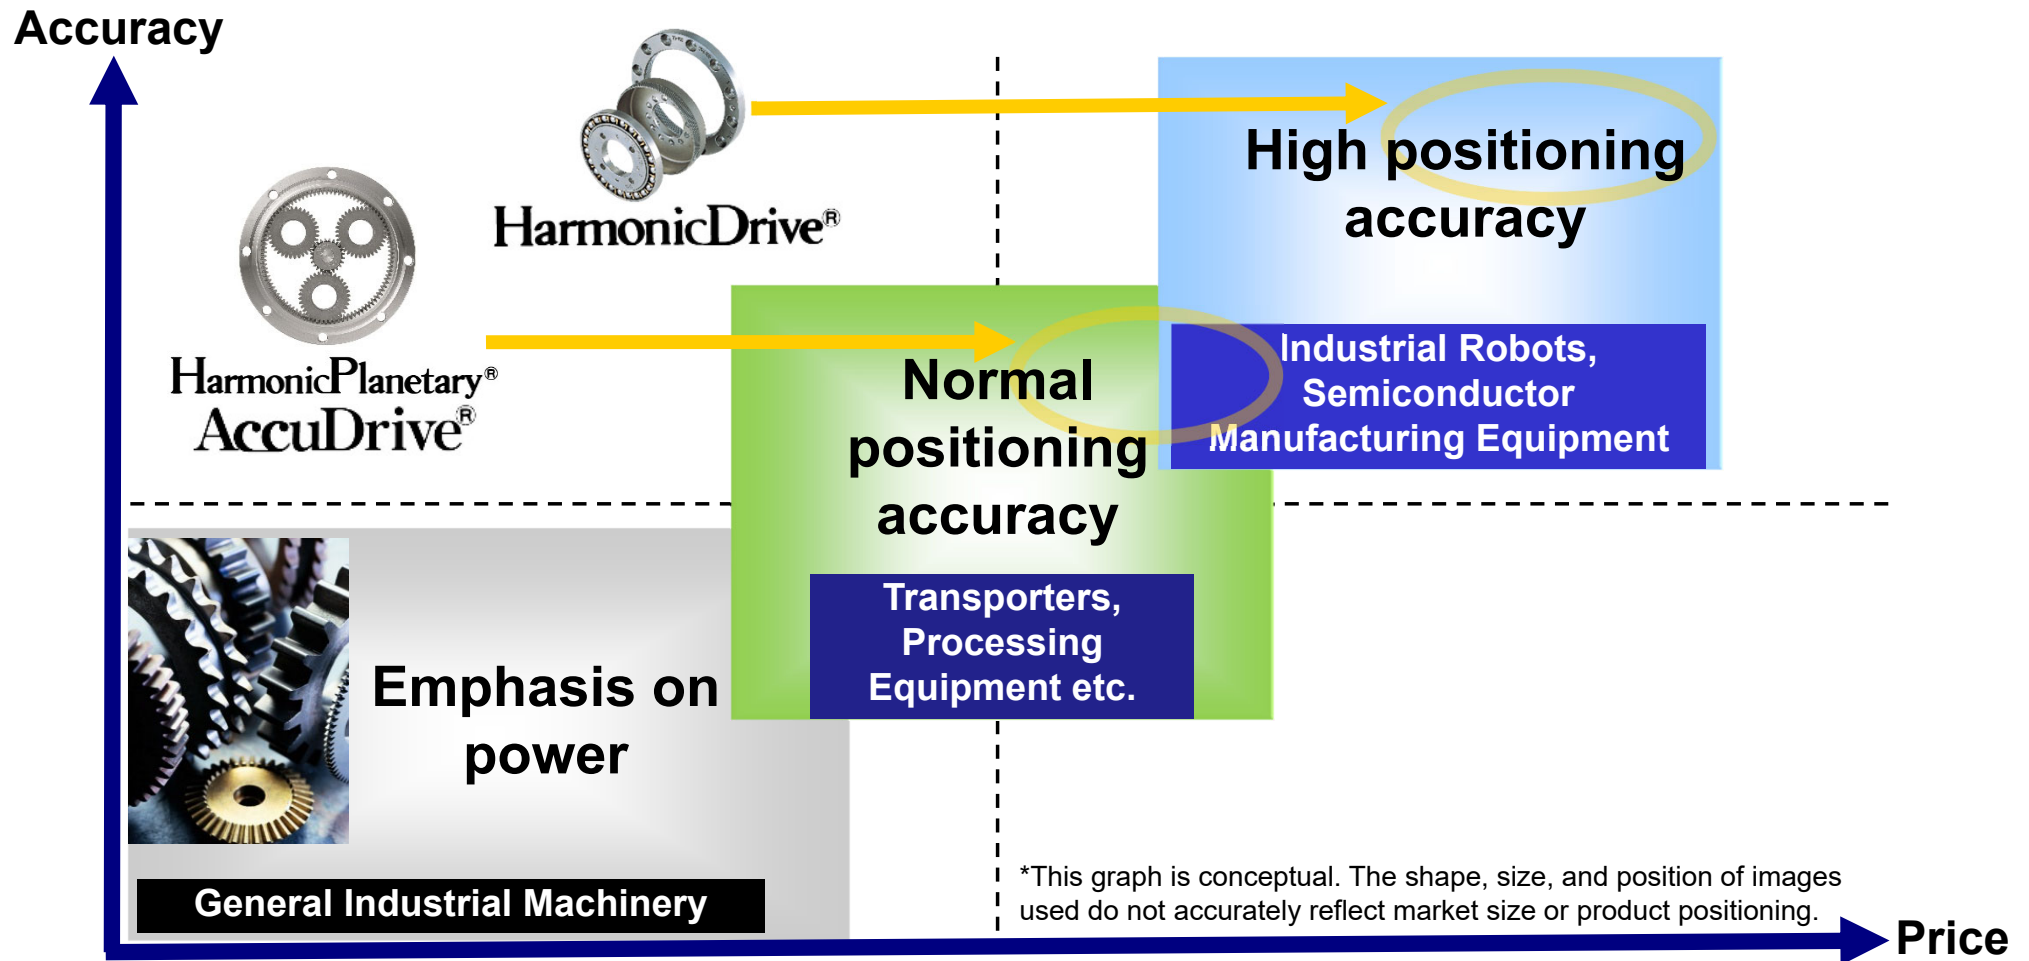 Accuracy
HarmonicDrive®
High positioning
accuracy
HarmonicPlanetary®
AccuDrive®
Industrial Robots,
Semiconductor
Manufacturing Equipment
Normal
positioning
accuracy
Transporters,
Processing
Equipment etc.
Emphasis on
power
General Industrial Machinery
*This graph is conceptual. The shape, size, and position of images
used do not accurately reflect market size or product positioning.
Price